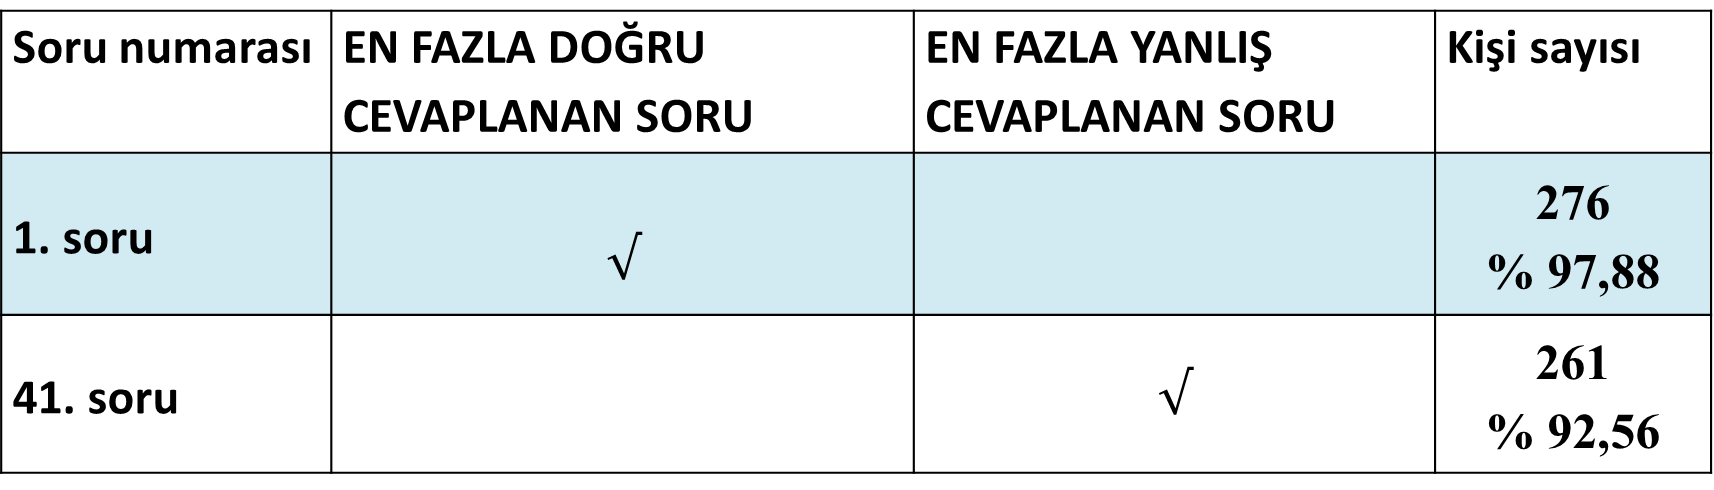 Soru numarası
EN FAZLA DOĞRU
CEVAPLANAN SORU
EN FAZLA YANLIŞ
CEVAPLANAN SORU
Kişi sayısı
1. soru
√
276
% 97,88
41. soru
√
261
% 92,56